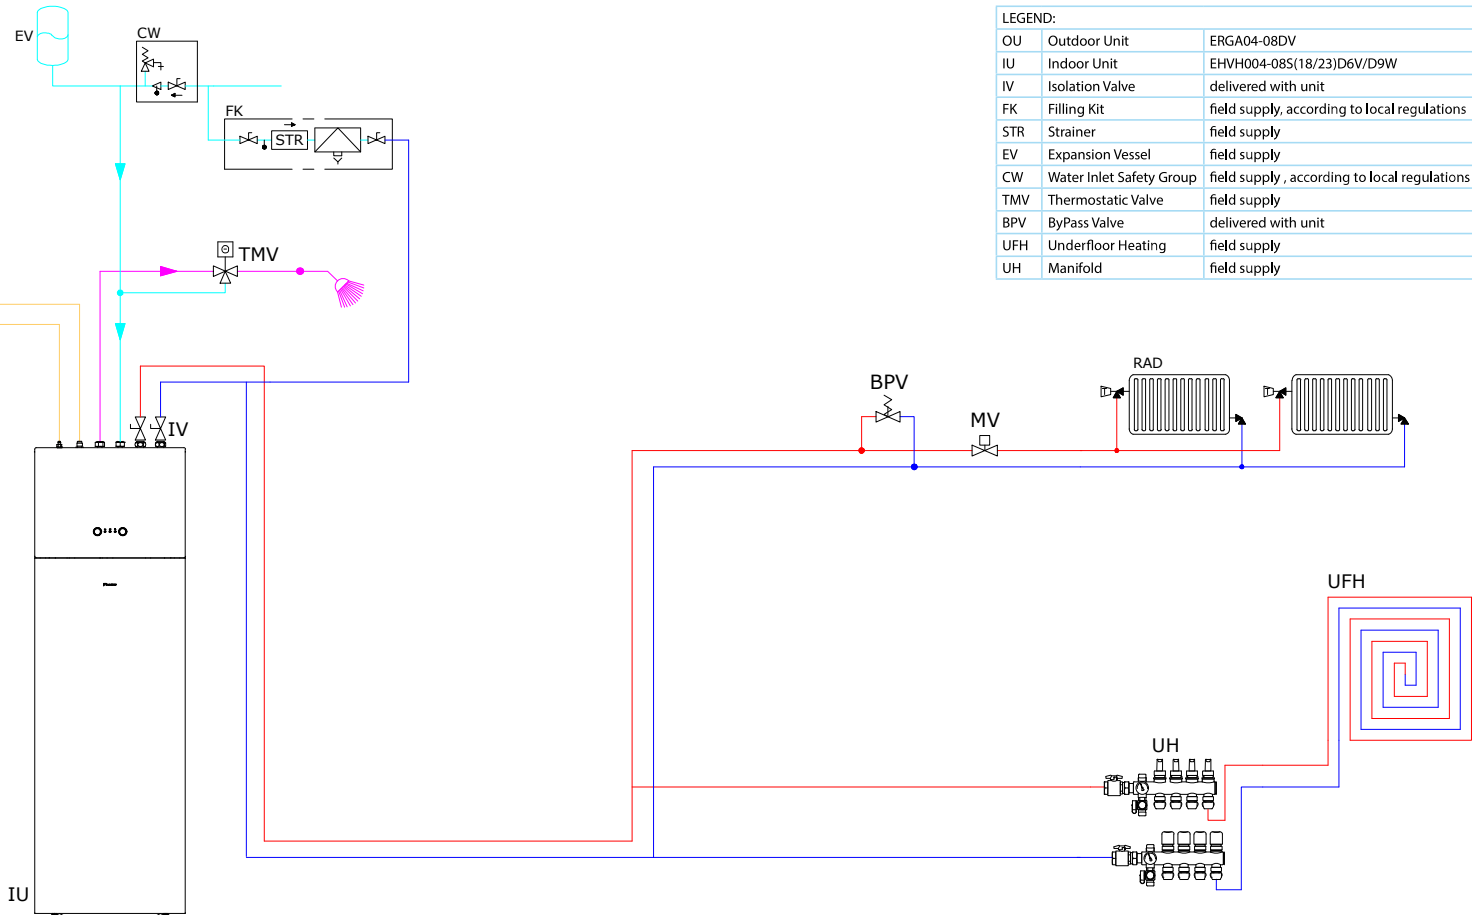 EV
CW
LEGEND:
OU Outdoor Unit ERGA04-08DV
IU Indoor Unit EHVH004-08S(18/23)D6V/D9W
IV Isolation Valve delivered with unit
FK Filling Kit field supply, according to local regulations
STR Strainer field supply
EV Expansion Vessel field supply
CW Water Inlet Safety Group field supply , according to local regulations
TMV Thermostatic Valve field supply
BPV ByPass Valve delivered with unit
UFH Underfloor Heating field supply
UH Manifold field supply
FK
STR
TMV
RAD
BPV
MV
IV
UFH
UH
IU